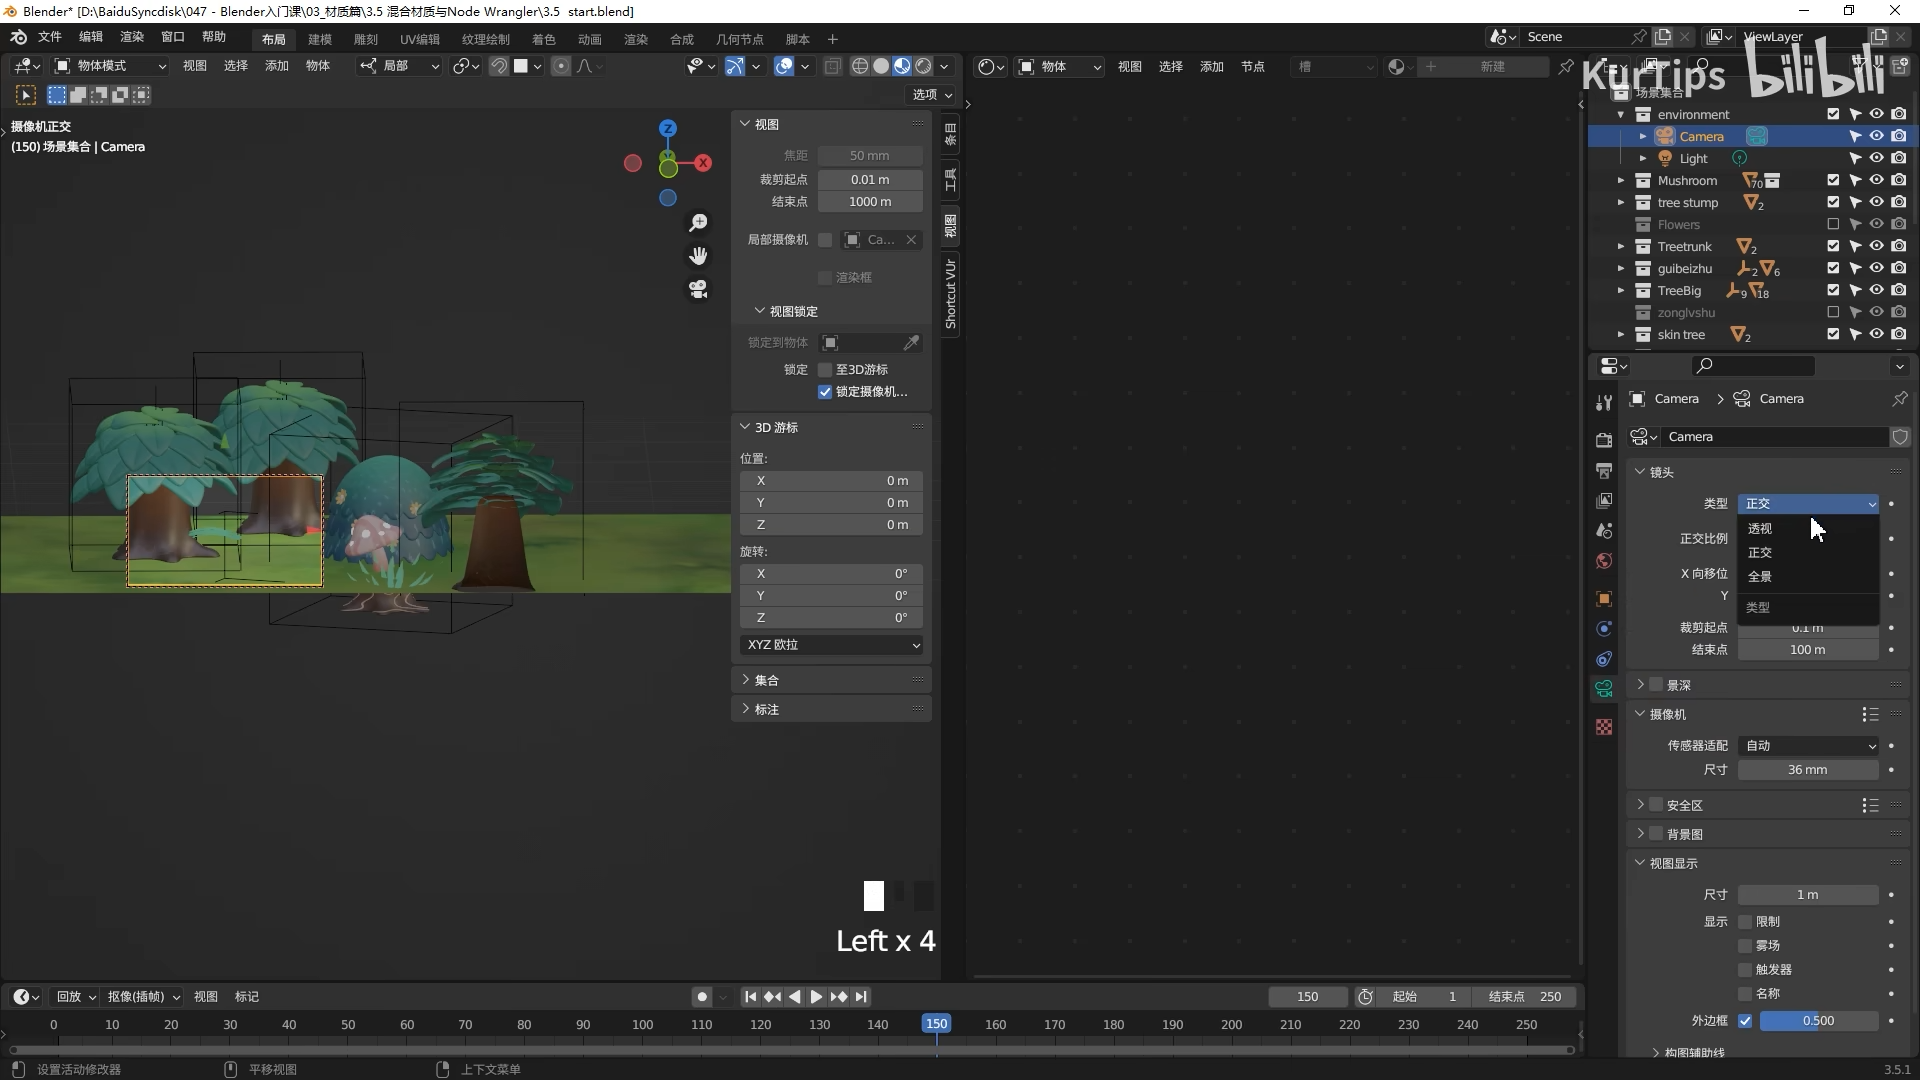 Blender* [D:\BaiduSyncdisk\047 - Blender入门课\03_材质篇\3.5 混合材质与Node Wrangler\3.5  start.blend]
文件 编辑 渲染 窗口 帮助 布局 建模 雕刻 UV编辑 纹理绘制 着色 动画 渲染 合成 几何节点 脚本 + Scene ViewLayer
物体模式 视图 选择 添加 物体 局部
选项
物体 视图 选择 添加 节点 槽 新建
KurTips bilibili
摄像机正交
(150) 场景集合 | Camera
Z
X
视图
焦距 50 mm
裁剪起点 0.01 m
结束点 1000 m
局部摄像机 Ca...
渲染框
视图锁定
锁定到物体
锁定 至3D游标
锁定摄像机...
3D 游标
位置:
X 0 m
Y 0 m
Z 0 m
旋转:
X 0°
Y 0°
Z 0°
XYZ 欧拉
集合
标注
条目
工具
视图
Shortcut VUr
Left x 4
场景集合
environment
Camera
Light
Mushroom 70
tree stump 2
Flowers
Treetrunk 2
guibeizhu 2 6
TreeBig 9 18
zonglvshu
skin tree 2
Camera > Camera
Camera
镜头
类型 正交
透视
正交比例
正交
X 向移位
全景
Y
类型
裁剪起点 0.1 m
结束点 100 m
景深
摄像机
传感器适配 自动
尺寸 36 mm
安全区
背景图
视图显示
尺寸 1 m
显示 限制
雾场
触发器
名称
外边框 0.500
构图辅助线
回放 抠像(插帧) 视图 标记 150 起始 1 结束点 250
0 10 20 30 40 50 60 70 80 90 100 110 120 130 140 150 160 170 180 190 200 210 220 230 240 250
设置活动修改器 平移视图 上下文菜单 3.5.1